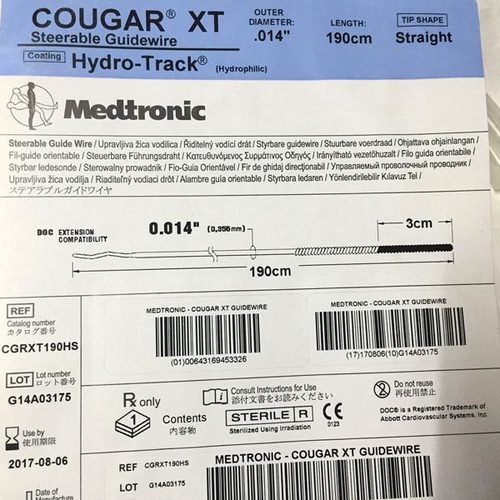 COUGAR® XT
Steerable Guidewire
OUTER DIAMETER: .014"
LENGTH: 190cm
TIP SHAPE Straight
Coating Hydro-Track® (Hydrophilic)
Medtronic
Steerable Guide Wire / Upravljiva žica vodilica / Řiditelný vodicí drát / Styrbare guidewire / Stuurbare voerdraad / Ohjattava ohjainlangan /
Fil-guide orientable / Steuerbare Führungsdraht / Κατευθυνόμενος Συρμάτινος Οδηγός / Irányítható vezetőhuzalt / Filo guida orientabile /
Styrbar ledesonde / Sterowalny prowadnik / Fio-Guia Orientável / Fir de ghidaj direcţionabil / Управляемый проволочный проводник /
Upravljiva žica vodilja / Riaditeľný vodiaci drôt / Alambre guía orientable / Styrbara ledaren / Yönlendirilebilir Kılavuz Tel /
ステアラブルガイドワイヤ
DOC EXTENSION
COMPATIBILITY
0.014"
(0,356mm)
3cm
190cm
REF
Catalog number
カタログ番号
CGRXT190HS
MEDTRONIC - COUGAR XT GUIDEWIRE
(01)00643169453326
MEDTRONIC - COUGAR XT GUIDEWIRE
(17)170806(10)G14A03175
LOT Lot number
ロット番号
G14A03175
Rx only
Consult Instructions for Use
添付文書をお読みください
Do not reuse
再使用禁止
1
Contents
内容物
STERILE R
Sterilized Using Irradiation
CE
0123
DOC® is a Registered Trademark of
Abbott Cardiovascular Systems, Inc.
Use by
使用期限
2017-08-06
Date of
Manufacture
REF CGRXT190HS
LOT G14A03175
MEDTRONIC - COUGAR XT GUIDEWIRE